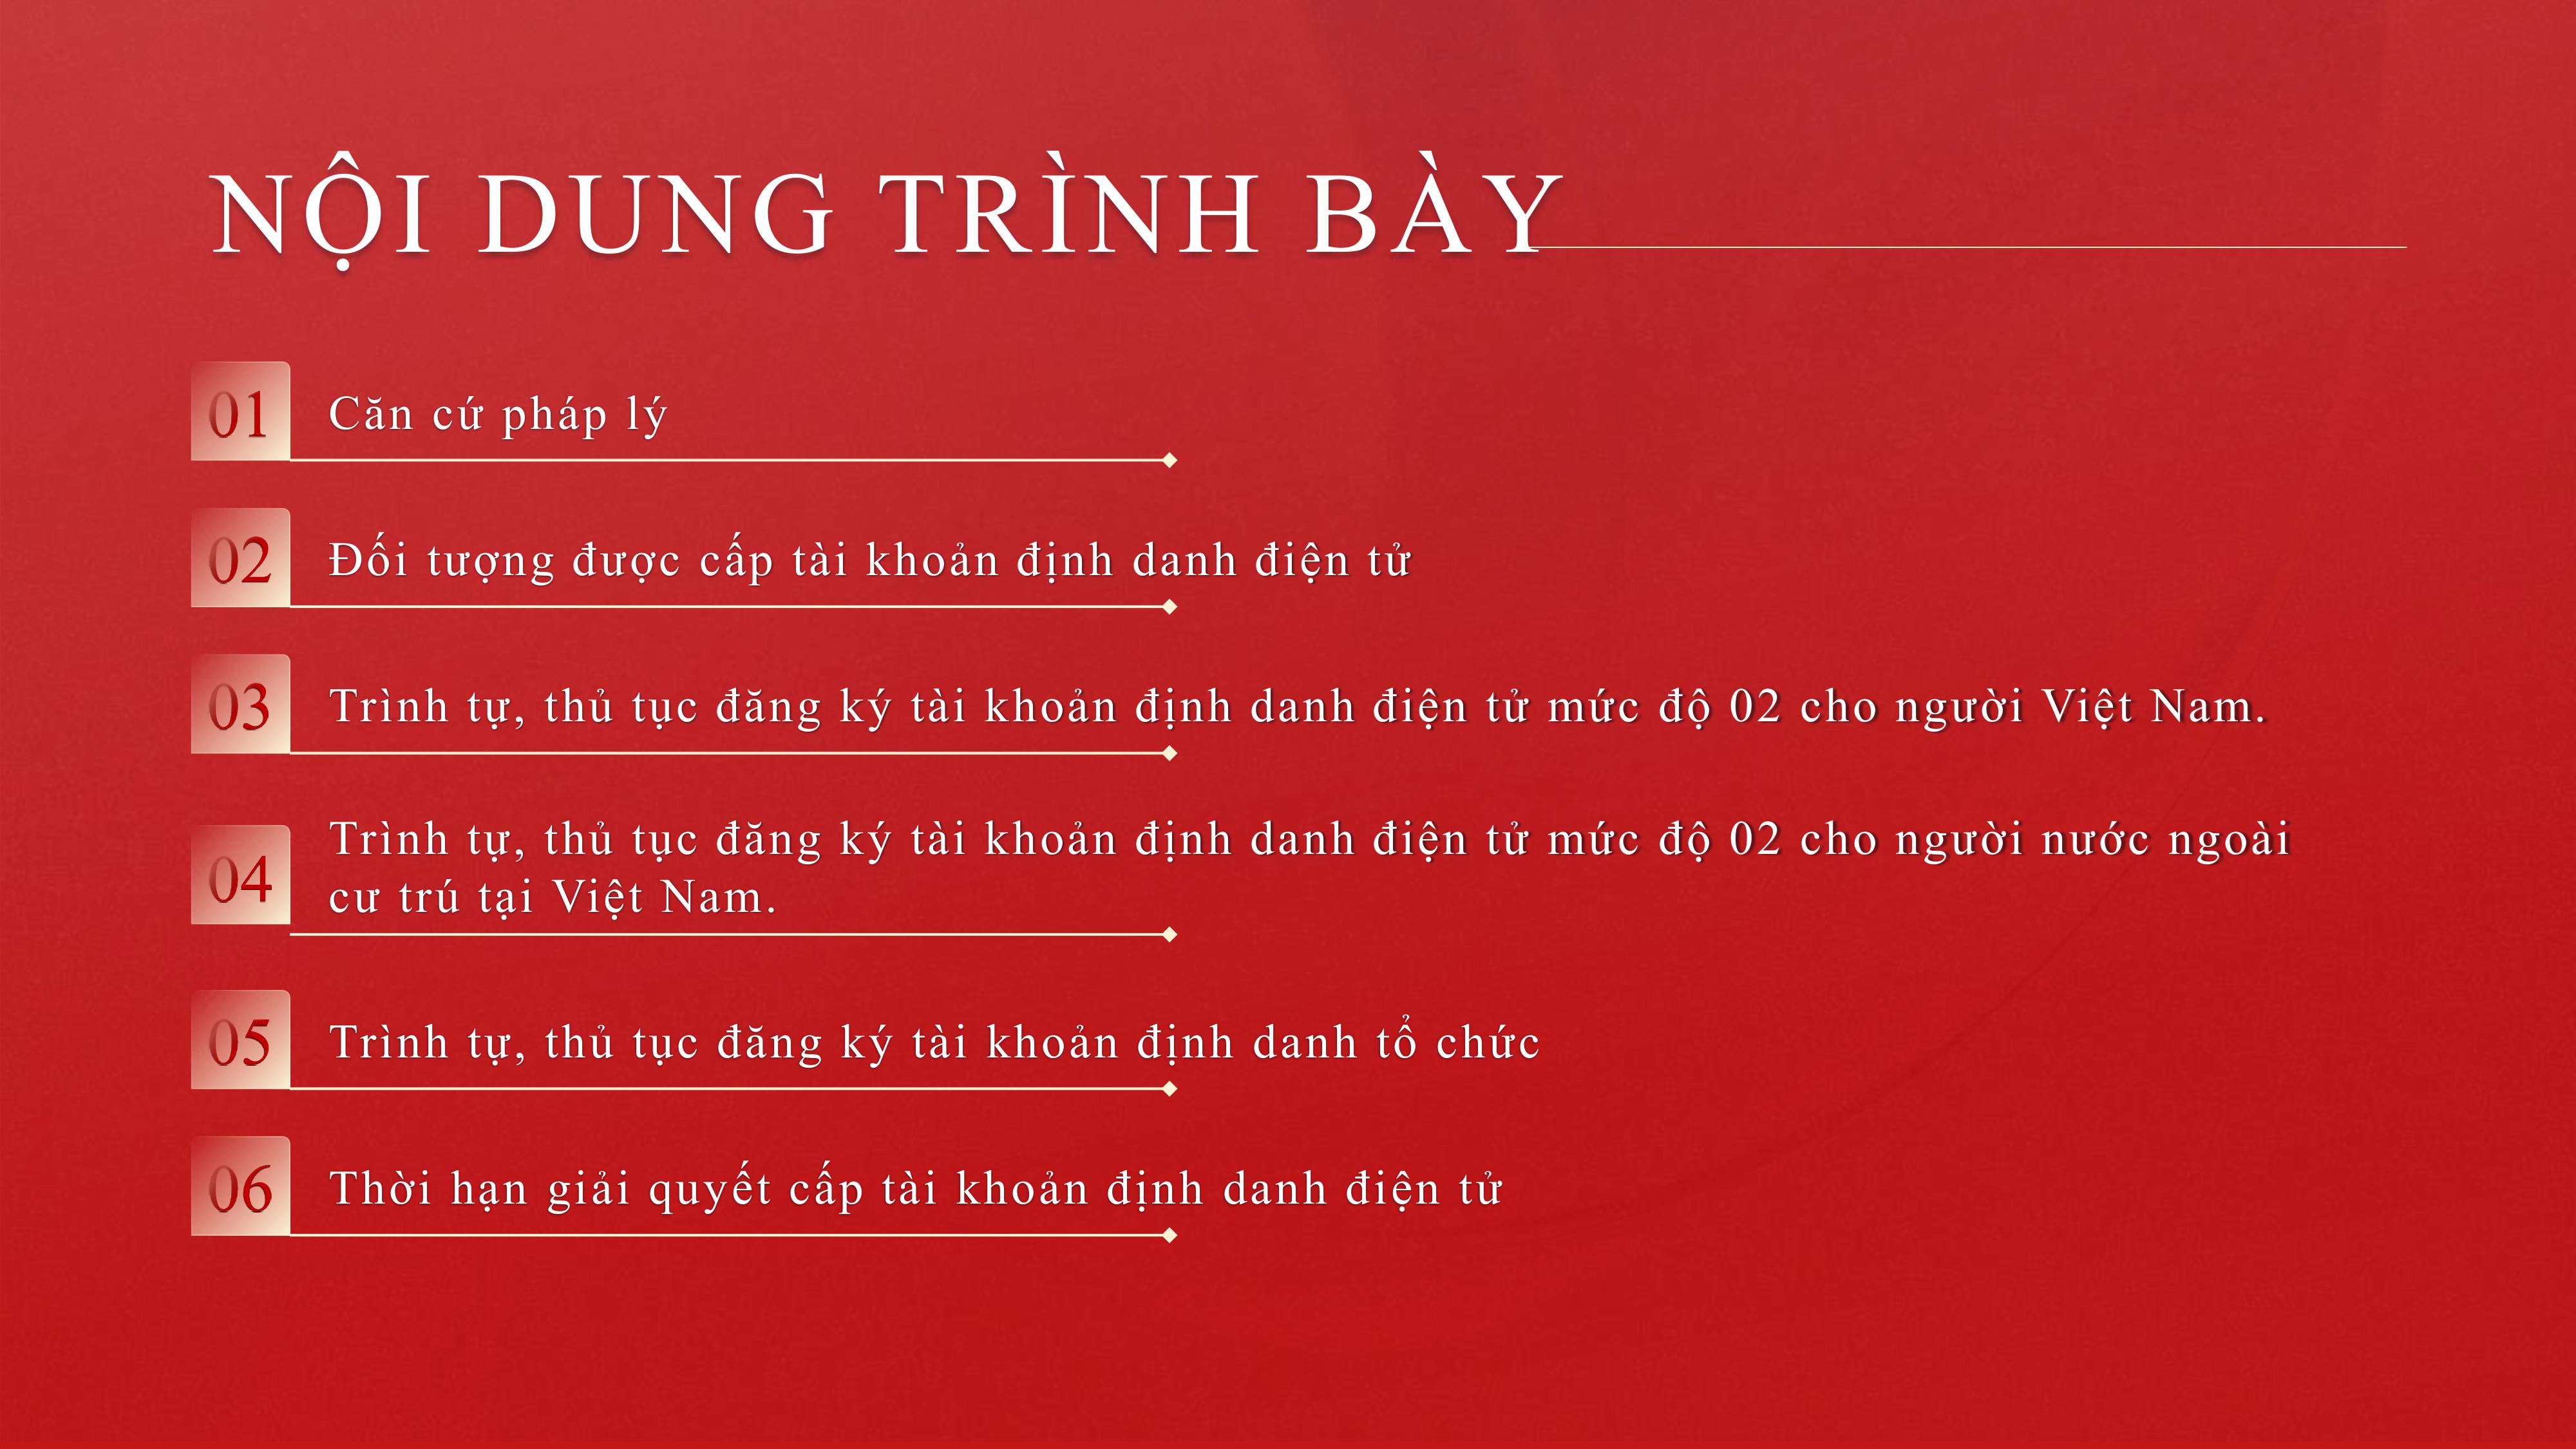 NỘI DUNG TRÌNH BÀY
01 Căn cứ pháp lý
02 Đối tượng được cấp tài khoản định danh điện tử
03 Trình tự, thủ tục đăng ký tài khoản định danh điện tử mức độ 02 cho người Việt Nam.
04 Trình tự, thủ tục đăng ký tài khoản định danh điện tử mức độ 02 cho người nước ngoài
cư trú tại Việt Nam.
05 Trình tự, thủ tục đăng ký tài khoản định danh tổ chức
06 Thời hạn giải quyết cấp tài khoản định danh điện tử